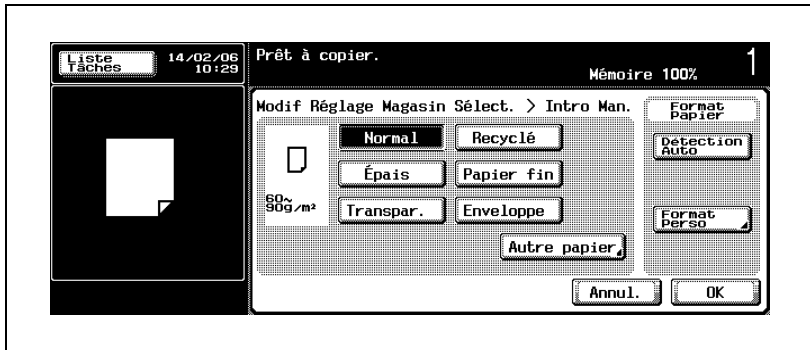 Liste
Tâches
14/02/06
10:29
Prêt à copier.
Mémoire 100%
1
Modif Réglage Magasin Sélect. > Intro Man.
Format
Papier
Normal
Recyclé
Détection
Auto
Épais
Papier fin
60~
90g/m²
Transpar.
Enveloppe
Format
Perso
Autre papier
Annul.
OK